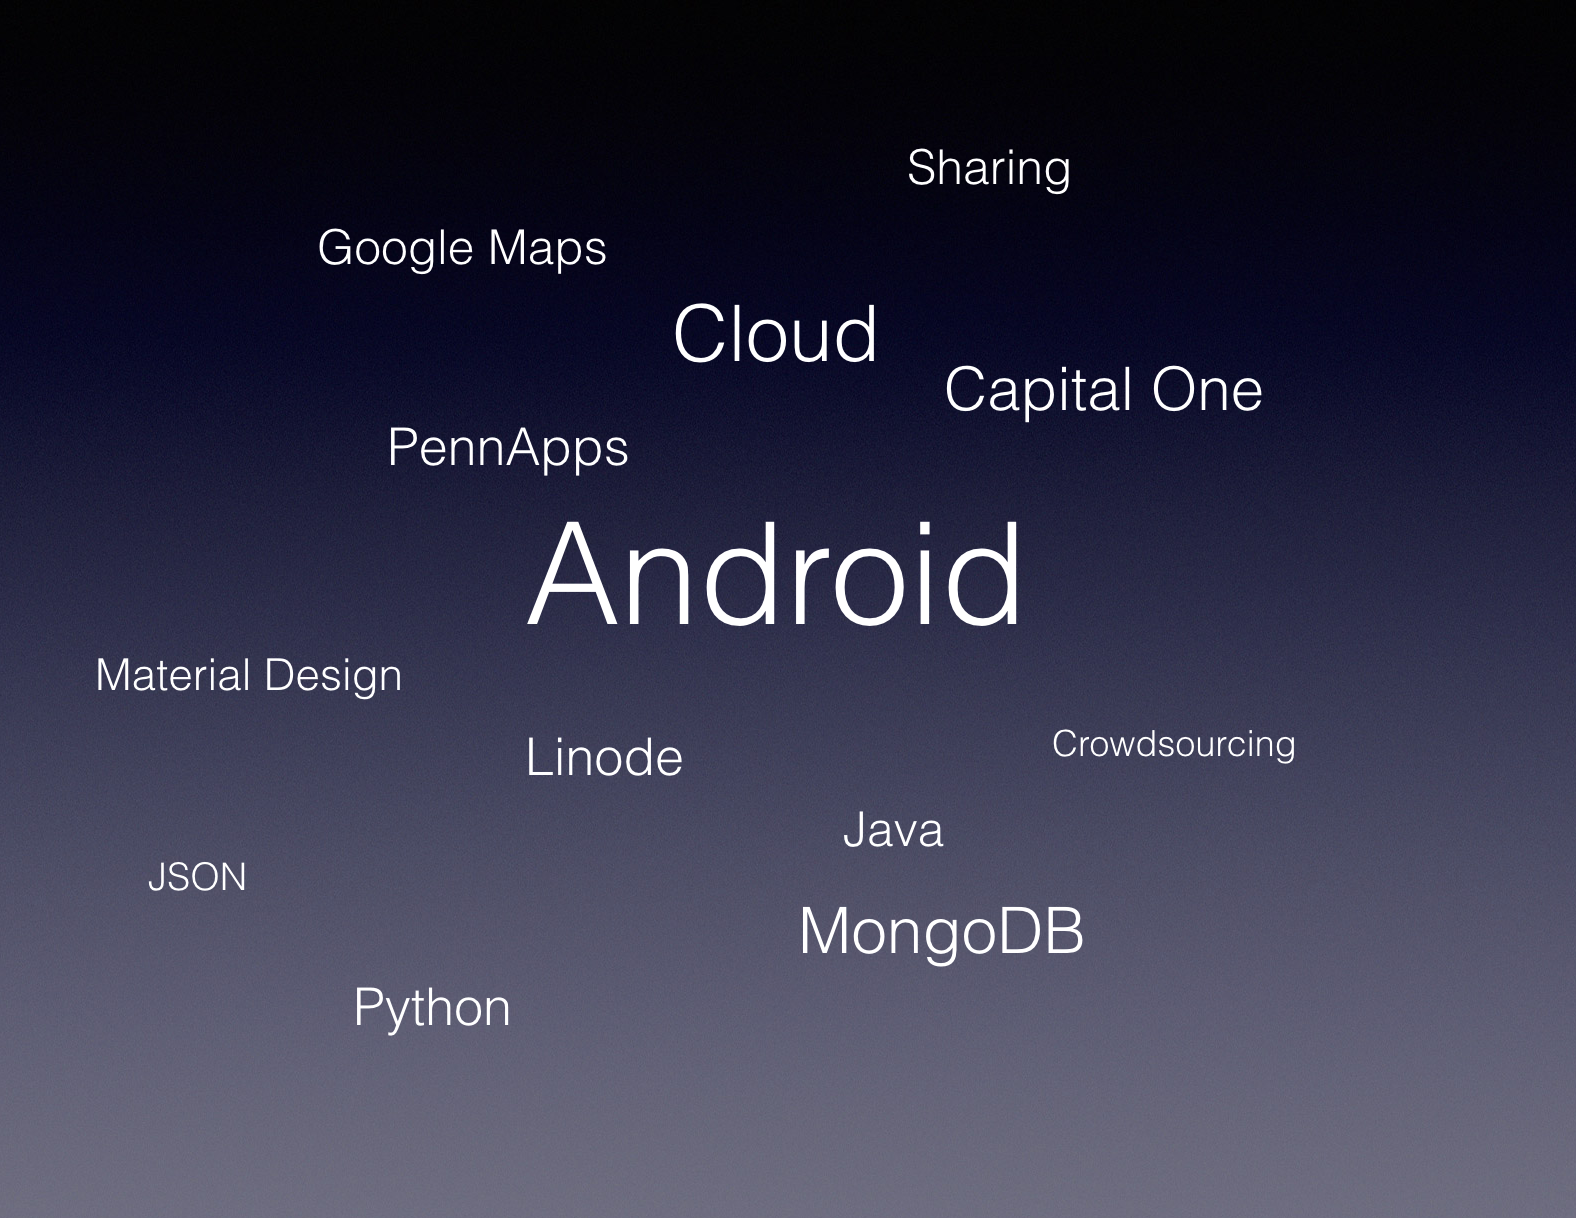 Sharing
Google Maps
Cloud
Capital One
PennApps
Android
Material Design
Linode
Crowdsourcing
Java
JSON
MongoDB
Python